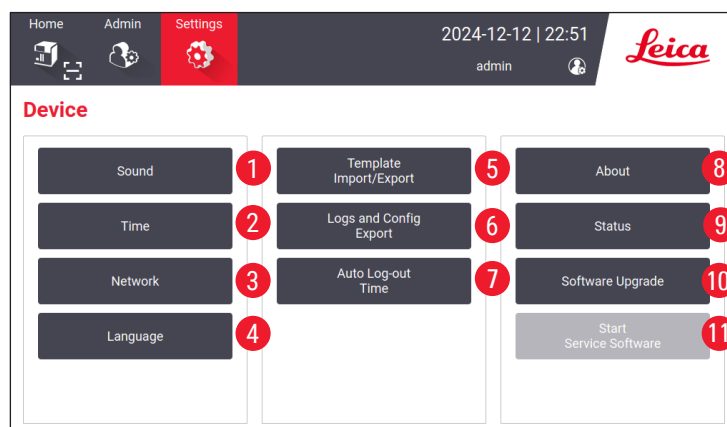 Home Admin Settings
2024-12-12 | 22:51
admin
Leica
Device
Sound 1
Time 2
Network 3
Language 4
Template
Import/Export 5
Logs and Config
Export 6
Auto Log-out
Time 7
About 8
Status 9
Software Upgrade 10
Start
Service Software 11